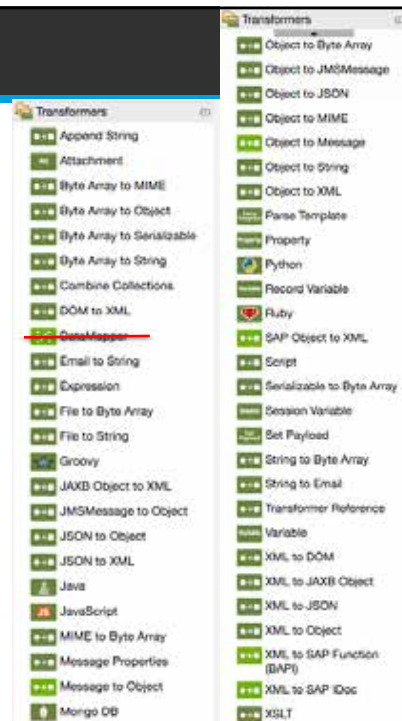 Transformers
Append String
Attachment
Byte Array to MIME
Byte Array to Object
Byte Array to Serializable
Byte Array to String
Combine Collections
DOM to XML
DataMapper
Email to String
Expression
File to Byte Array
File to String
Groovy
JAXB Object to XML
JMSMessage to Object
JSON to Object
JSON to XML
Java
JS JavaScript
MIME to Byte Array
Message Properties
Message to Object
Mongo DB
Transformers
Object to Byte Array
Object to JMSMessage
Object to JSON
Object to MIME
Object to Message
Object to String
Object to XML
Parse Template
Property
Python
Record Variable
Ruby
SAP Object to XML
Script
Serializable to Byte Array
Session Variable
Set Payload
String to Byte Array
String to Email
Transformer Reference
Variable
XML to DOM
XML to JAXB Object
XML to JSON
XML to Object
XML to SAP Function
(BAPI)
XML to SAP IDoc
XSLT